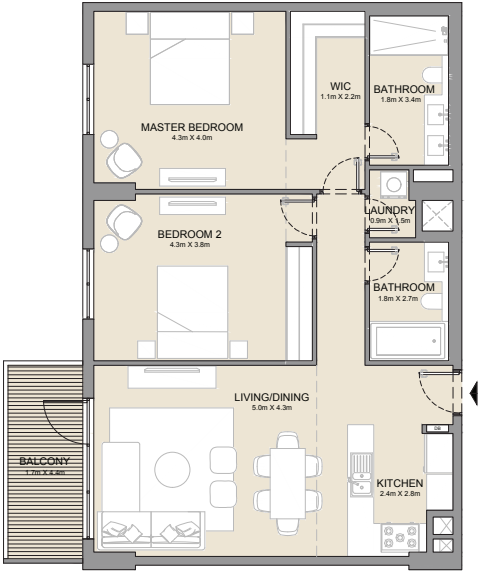 WIC
1.1m X 2.2m
BATHROOM
1.8m X 3.4m
MASTER BEDROOM
4.3m X 4.0m
LAUNDRY
0.9m X 1.5m
BEDROOM 2
4.3m X 3.8m
BATHROOM
1.8m X 2.7m
LIVING/DINING
5.0m X 4.3m
DB
BALCONY
1.7m X 4.4m
KITCHEN
2.4m X 2.8m